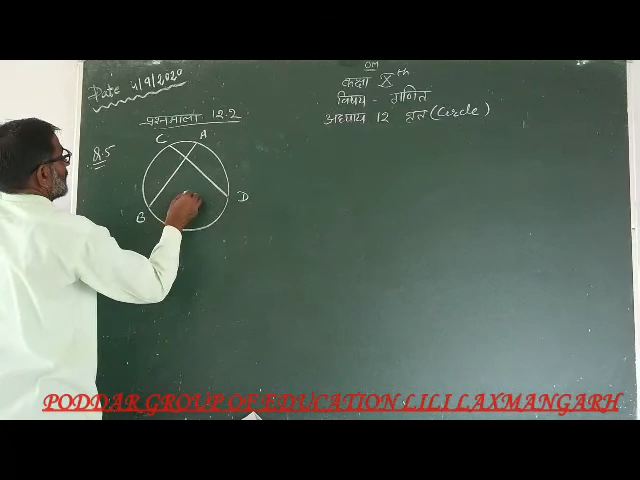 Date 4/9/2020
OM
कक्षा X th
विषय - गणित
अध्याय 12 वृत्त (Circle)
प्रश्नमाला 12.2
Q.5
C A
B D
PODDAR GROUP OF EDUCATION LILI LAXMANGARH